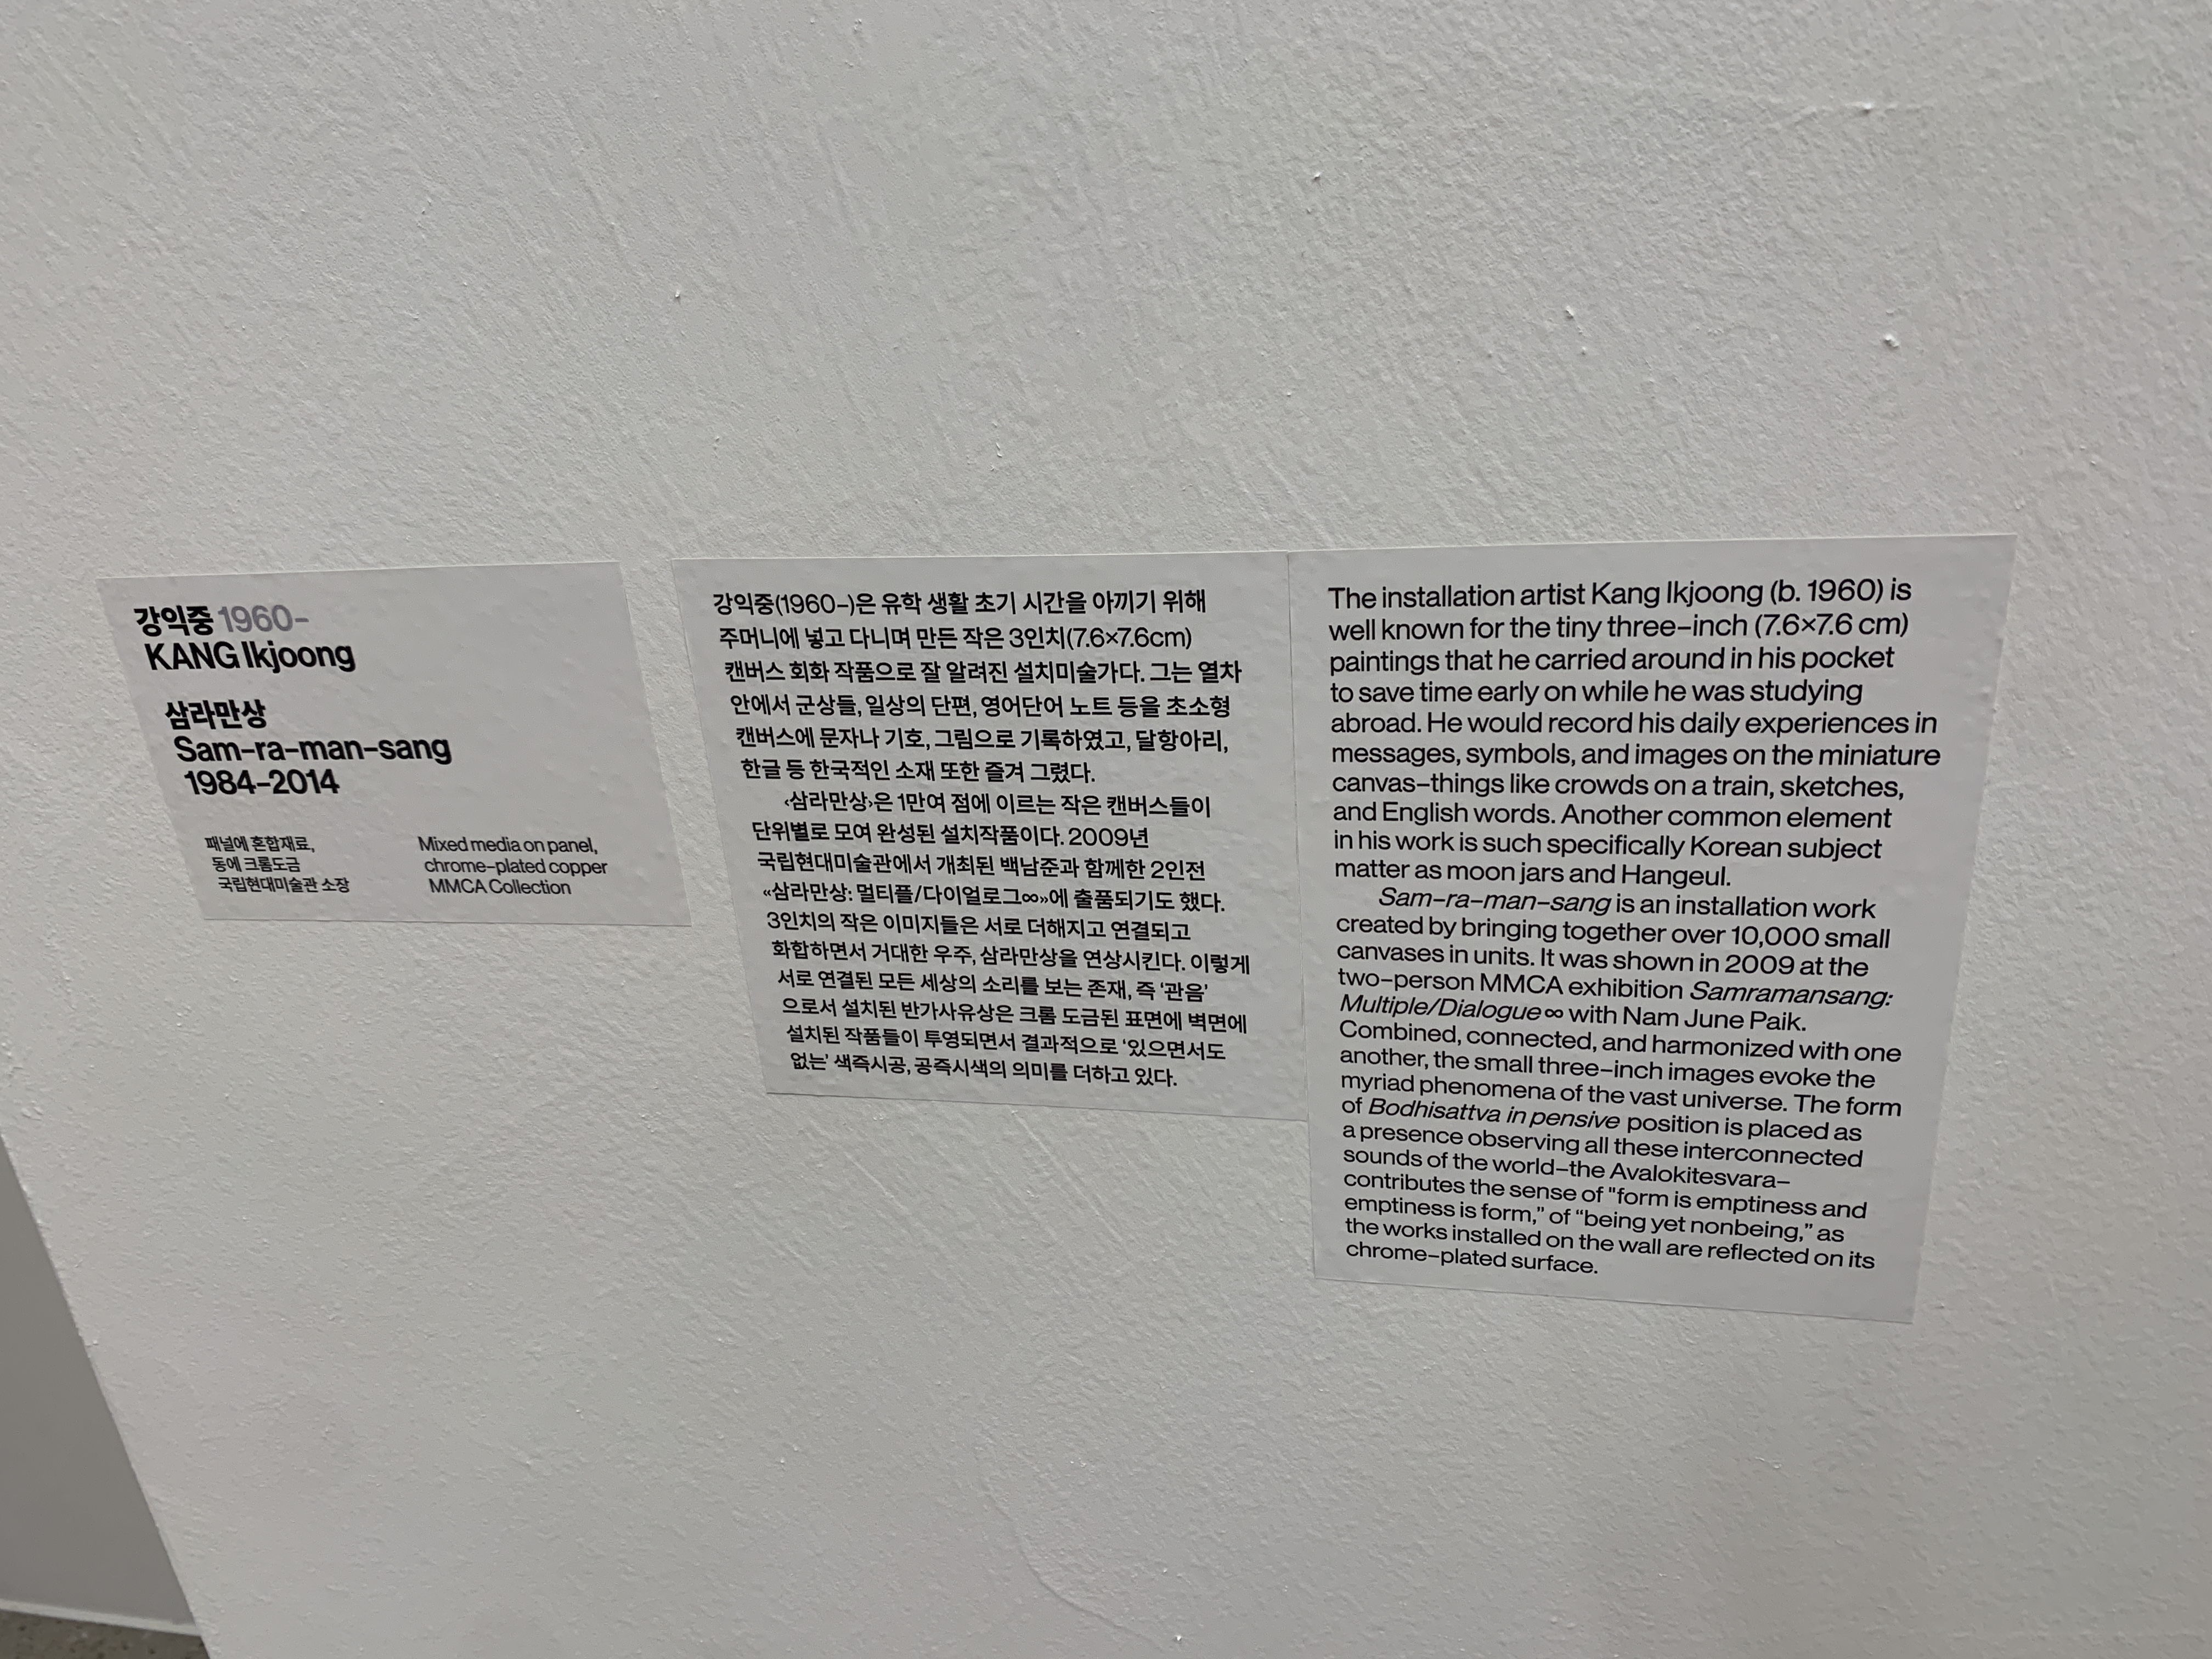 강익중 1960-
KANG Ikjoong
삼라만상
Sam-ra-man-sang
1984-2014
패널에 혼합재료,
동에 크롬도금
국립현대미술관 소장
Mixed media on panel,
chrome-plated copper
MMCA Collection
강익중(1960-)은 유학 생활 초기 시간을 아끼기 위해
주머니에 넣고 다니며 만든 작은 3인치(7.6×7.6cm)
캔버스 회화 작품으로 잘 알려진 설치미술가다. 그는 열차
안에서 군상들, 일상의 단편, 영어단어 노트 등을 초소형
캔버스에 문자나 기호, 그림으로 기록하였고, 달항아리,
한글 등 한국적인 소재 또한 즐겨 그렸다.
‹삼라만상›은 1만여 점에 이르는 작은 캔버스들이
단위별로 모여 완성된 설치작품이다. 2009년
국립현대미술관에서 개최된 백남준과 함께한 2인전
«삼라만상: 멀티플/다이얼로그∞»에 출품되기도 했다.
3인치의 작은 이미지들은 서로 더해지고 연결되고
화합하면서 거대한 우주, 삼라만상을 연상시킨다. 이렇게
서로 연결된 모든 세상의 소리를 보는 존재, 즉 ‘관음’
으로서 설치된 반가사유상은 크롬 도금된 표면에 벽면에
설치된 작품들이 투영되면서 결과적으로 ‘있으면서도
없는’ 색즉시공, 공즉시색의 의미를 더하고 있다.
The installation artist Kang Ikjoong (b. 1960) is
well known for the tiny three-inch (7.6×7.6 cm)
paintings that he carried around in his pocket
to save time early on while he was studying
abroad. He would record his daily experiences in
messages, symbols, and images on the miniature
canvas-things like crowds on a train, sketches,
and English words. Another common element
in his work is such specifically Korean subject
matter as moon jars and Hangeul.
Sam-ra-man-sang is an installation work
created by bringing together over 10,000 small
canvases in units. It was shown in 2009 at the
two-person MMCA exhibition Samramansang:
Multiple/Dialogue∞ with Nam June Paik.
Combined, connected, and harmonized with one
another, the small three-inch images evoke the
myriad phenomena of the vast universe. The form
of Bodhisattva in pensive position is placed as
a presence observing all these interconnected
sounds of the world-the Avalokitesvara-
contributes the sense of "form is emptiness and
emptiness is form,” of “being yet nonbeing,” as
the works installed on the wall are reflected on its
chrome-plated surface.